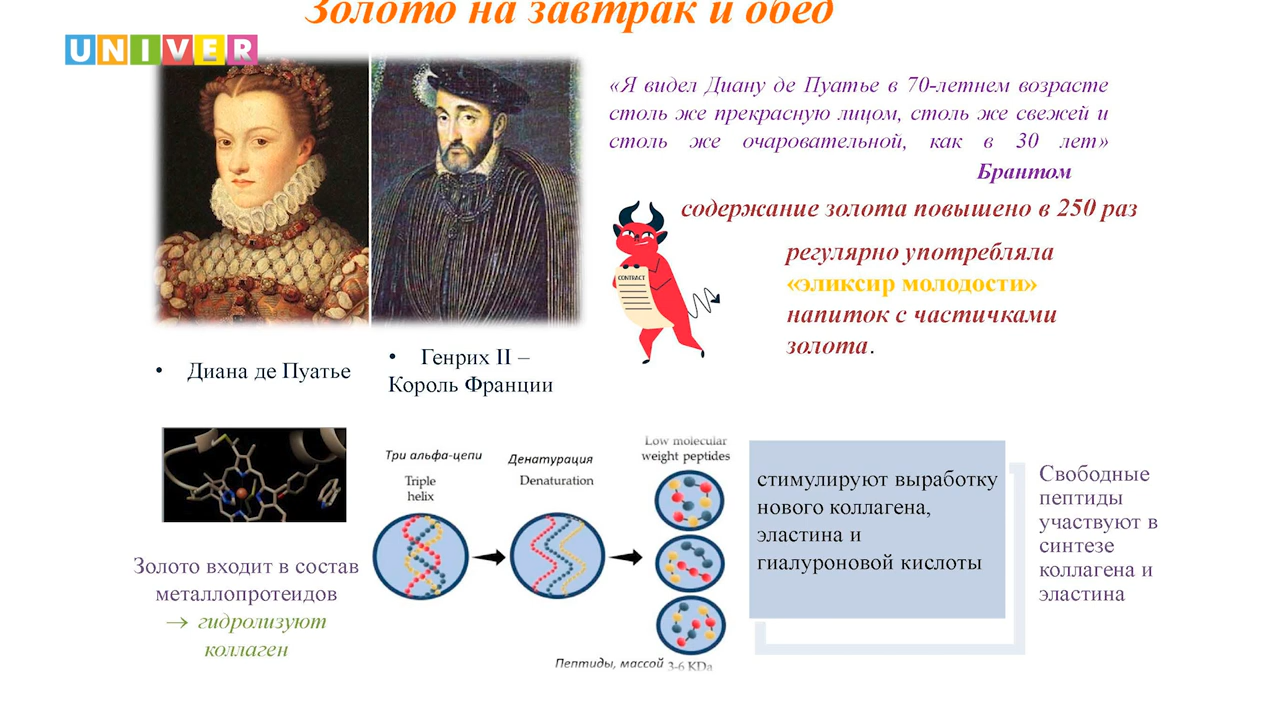 Золото на завтрак и обед
UNIVER
«Я видел Диану де Пуатье в 70-летнем возрасте
столь же прекрасную лицом, столь же свежей и
столь же очаровательной, как в 30 лет»
Брантом
содержание золота повышено в 250 раз
регулярно употребляла
«эликсир молодости»
напиток с частичками
золота.
CONTRACT
• Диана де Пуатье
• Генрих II –
Король Франции
Золото входит в состав
металлопротеидов
→ гидролизуют
коллаген
Три альфа-цепи
Triple
helix
Денатурация
Denaturation
Low molecular
weight peptides
Пептиды, массой 3-6 KDa
стимулируют выработку
нового коллагена,
эластина и
гиалуроновой кислоты
Свободные
пептиды
участвуют в
синтезе
коллагена и
эластина